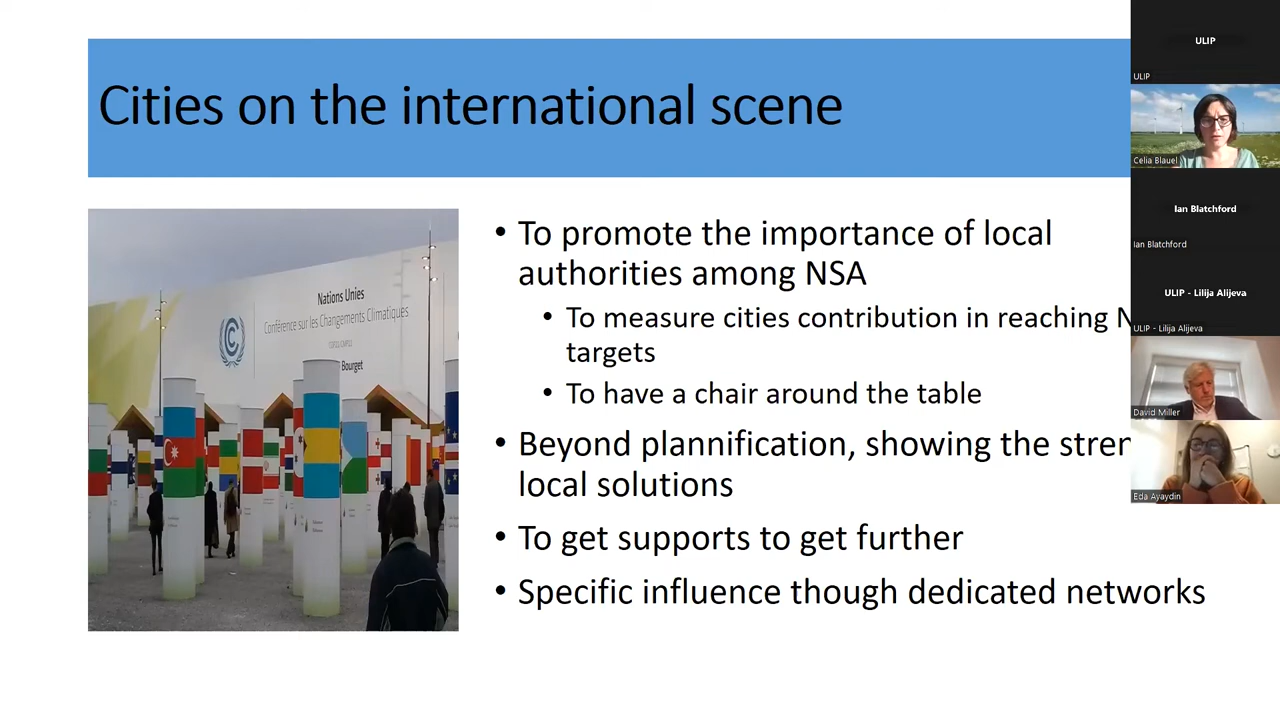 Cities on the international scene
Nations Unies
Conférence sur les Changements Climatiques
Bourget
• To promote the importance of local
authorities among NSA
• To measure cities contribution in reaching
targets
• To have a chair around the table
• Beyond plannification, showing the
local solutions
• To get supports to get further
• Specific influence though dedicated networks
ULIP
ULIP
Celia Blauel
Ian Blatchford
Ian Blatchford
ULIP - Lilija Alijeva
ULIP - Lilija Alijeva
David Miller
Eda Ayaydin